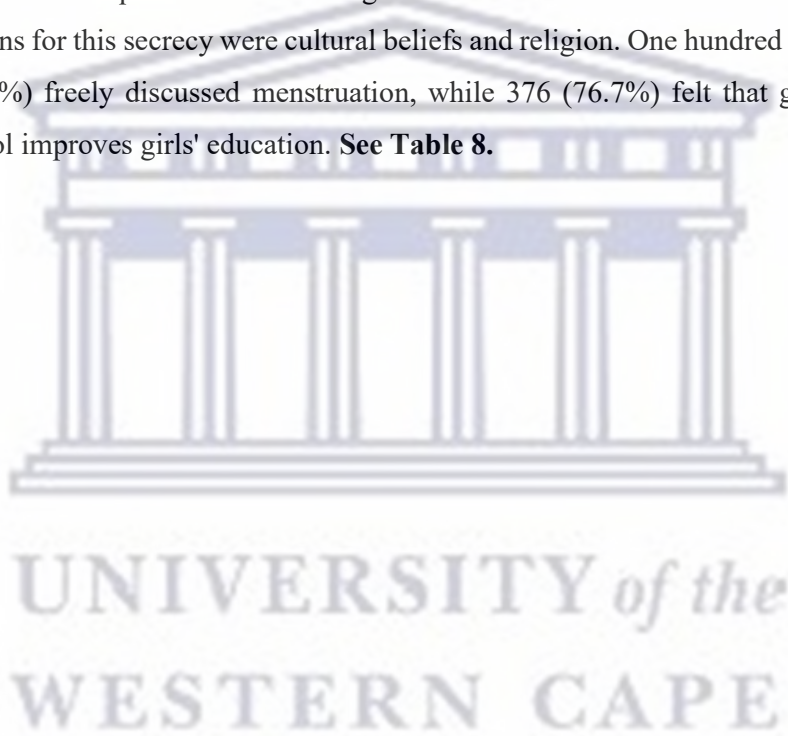 ns for this secrecy were cultural beliefs and religion. One hundred
%) freely discussed menstruation, while 376 (76.7%) felt that g
ol improves girls' education. See Table 8.
UNIVERSITY of the
WESTERN CAPE